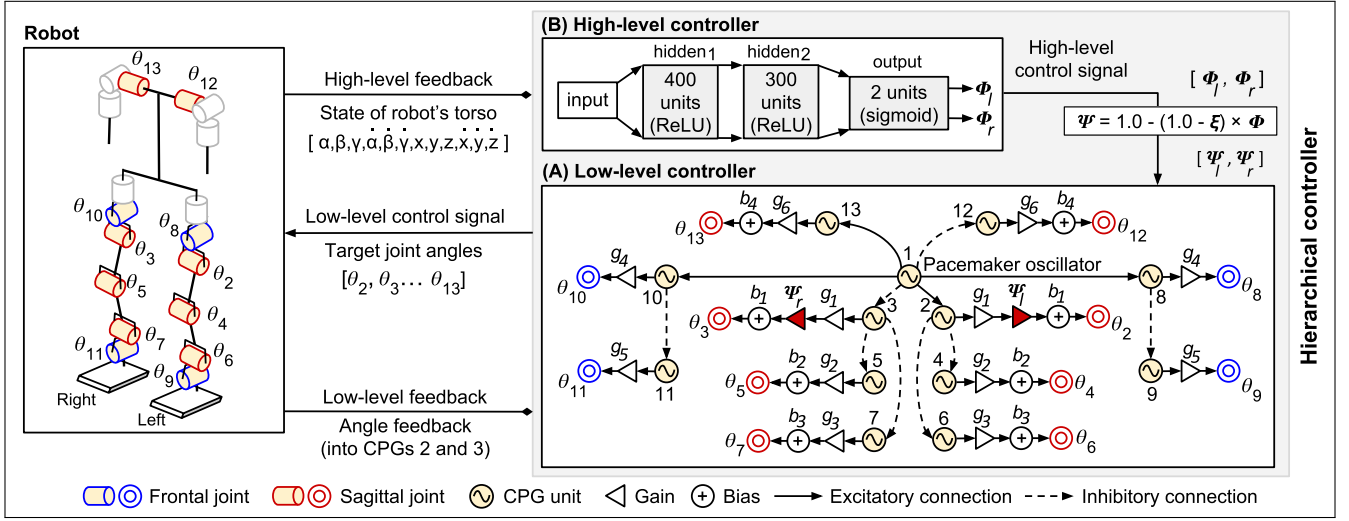 Robot
θ13
θ12
θ10
θ8
θ3
θ2
θ5
θ4
θ7
θ11
θ6
θ9
Right
Left
High-level feedback
State of robot's torso
[ α,β,γ,α̇,β̇,γ̇,x,y,z,ẋ,ẏ,ż ]
Low-level control signal
Target joint angles
[θ2, θ3... θ13]
Low-level feedback
Angle feedback
(into CPGs 2 and 3)
(B) High-level controller
input
hidden1
400
units
(ReLU)
hidden2
300
units
(ReLU)
output
2 units
(sigmoid)
Φl
Φr
High-level
control signal
[ Φl , Φr ]
Ψ = 1.0 - (1.0 - ξ) × Φ
[ Ψl , Ψr ]
Hierarchical controller
(A) Low-level controller
θ13 b4 g6 13
12 g6 b4 θ12
1
Pacemaker oscillator
θ10 g4 10
8 g4 θ8
θ3 b1 Ψr g1 3
2 g1 Ψl b1 θ2
θ11 g5 11
θ5 b2 g2 5
4 g2 b2 θ4
9 g5 θ9
θ7 b3 g3 7
6 g3 b3 θ6
Frontal joint
Sagittal joint
CPG unit
Gain
Bias
Excitatory connection
Inhibitory connection